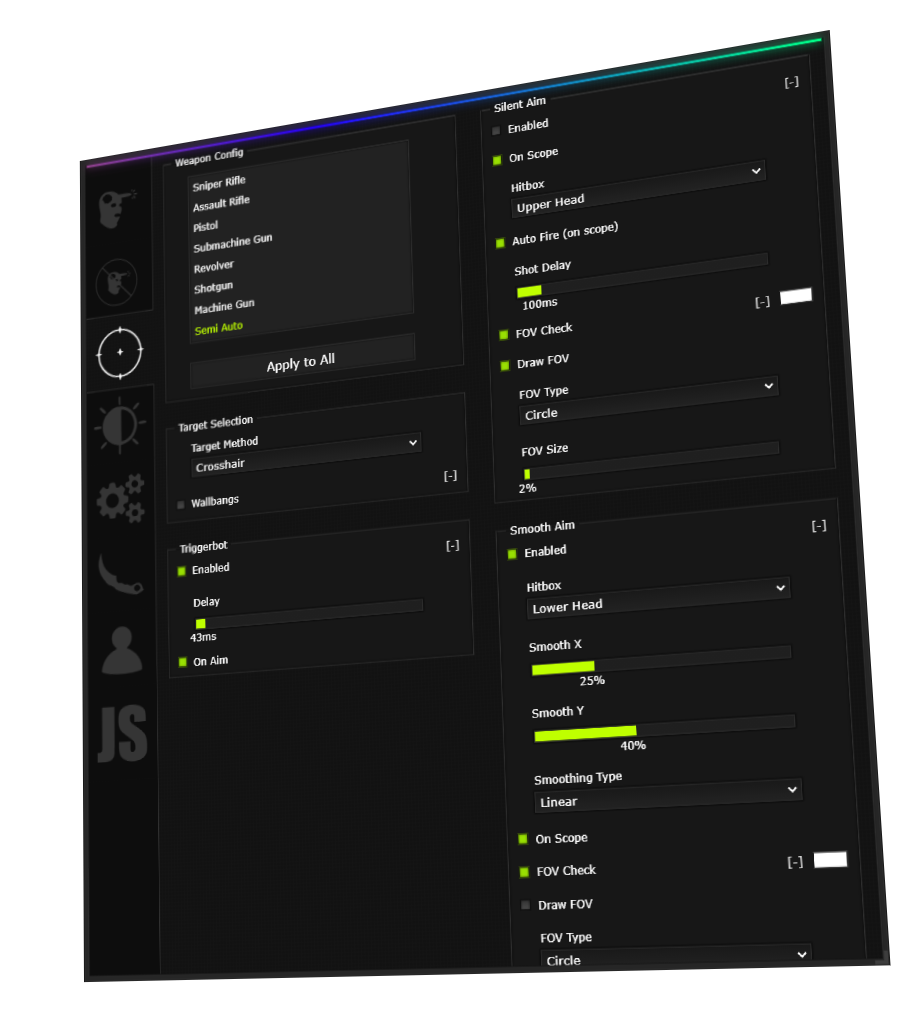 Weapon Config
Sniper Rifle
Assault Rifle
Pistol
Submachine Gun
Revolver
Shotgun
Machine Gun
Semi Auto
Apply to All
Target Selection
Target Method
Crosshair
Wallbangs
[-]
Triggerbot
[-]
Enabled
Delay
43ms
On Aim
JS
Silent Aim
[-]
Enabled
On Scope
Hitbox
Upper Head
Auto Fire (on scope)
Shot Delay
100ms
[-]
FOV Check
Draw FOV
FOV Type
Circle
FOV Size
2%
Smooth Aim
[-]
Enabled
Hitbox
Lower Head
Smooth X
25%
Smooth Y
40%
Smoothing Type
Linear
On Scope
FOV Check
[-]
Draw FOV
FOV Type
Circle